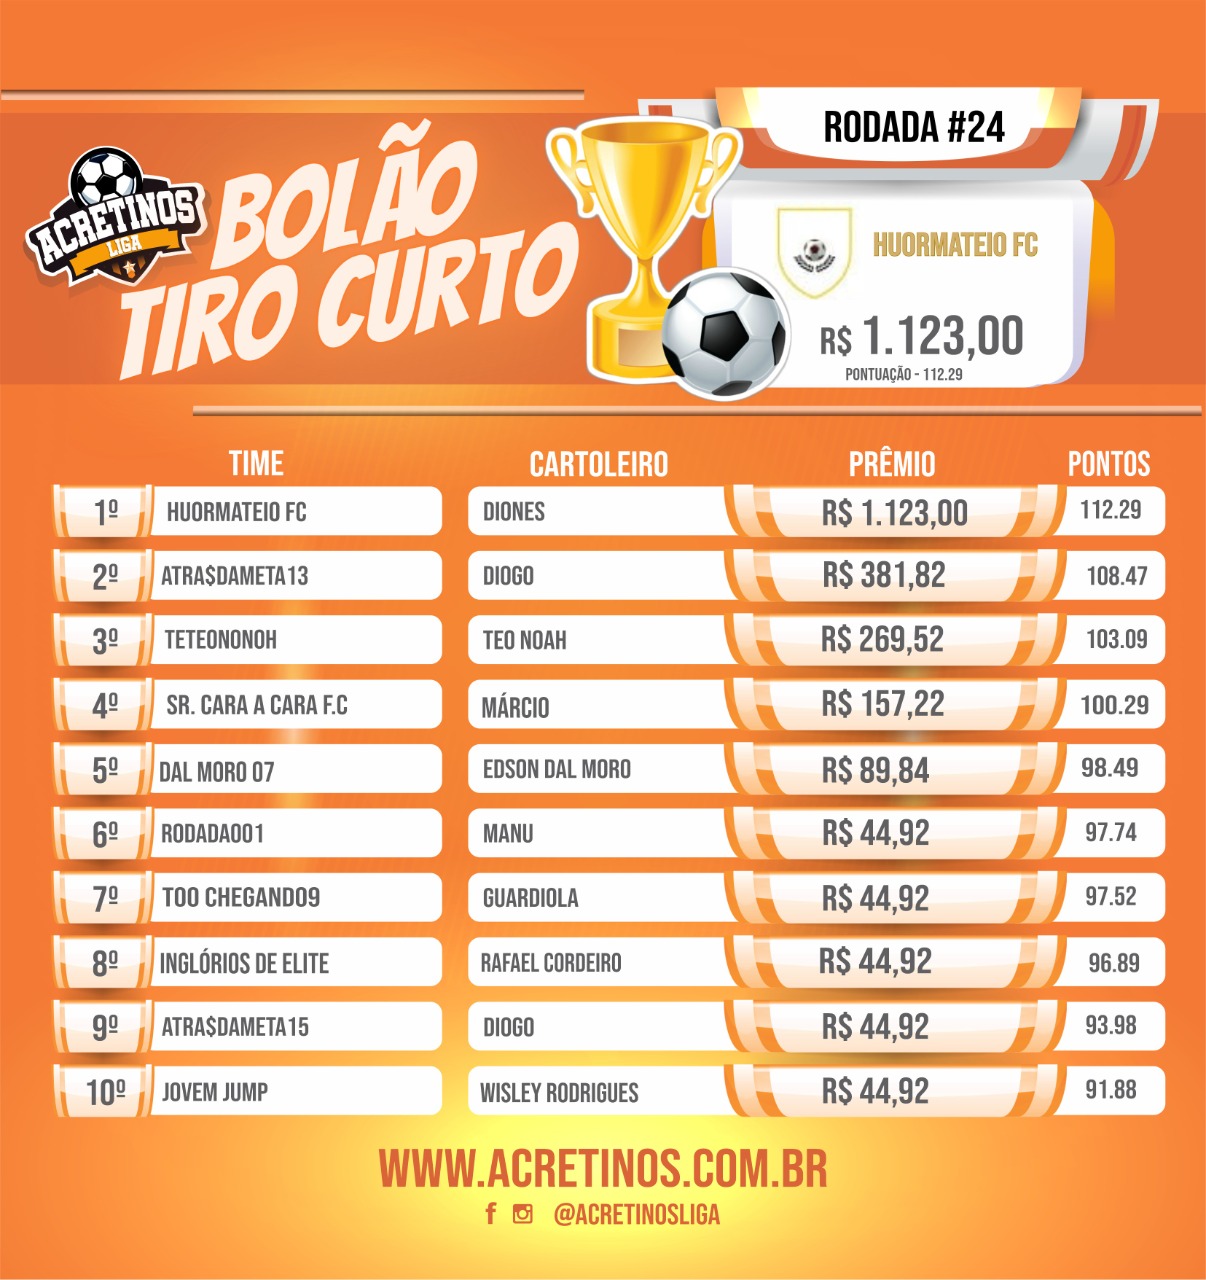 RODADA #24
ACRETINOS
LIGA
BOLÃO
TIRO CURTO
HUORMATEIO FC
R$ 1.123,00
PONTUAÇÃO - 112.29
TIME CARTOLEIRO PRÊMIO PONTOS
1º HUORMATEIO FC DIONES R$ 1.123,00 112.29
2º ATRA$DAMETA13 DIOGO R$ 381,82 108.47
3º TETEONONOH TEO NOAH R$ 269,52 103.09
4º SR. CARA A CARA F.C MÁRCIO R$ 157,22 100.29
5º DAL MORO 07 EDSON DAL MORO R$ 89,84 98.49
6º RODADA001 MANU R$ 44,92 97.74
7º TOO CHEGANDO9 GUARDIOLA R$ 44,92 97.52
8º INGLÓRIOS DE ELITE RAFAEL CORDEIRO R$ 44,92 96.89
9º ATRA$DAMETA15 DIOGO R$ 44,92 93.98
10º JOVEM JUMP WISLEY RODRIGUES R$ 44,92 91.88
WWW.ACRETINOS.COM.BR
@ACRETINOSLIGA